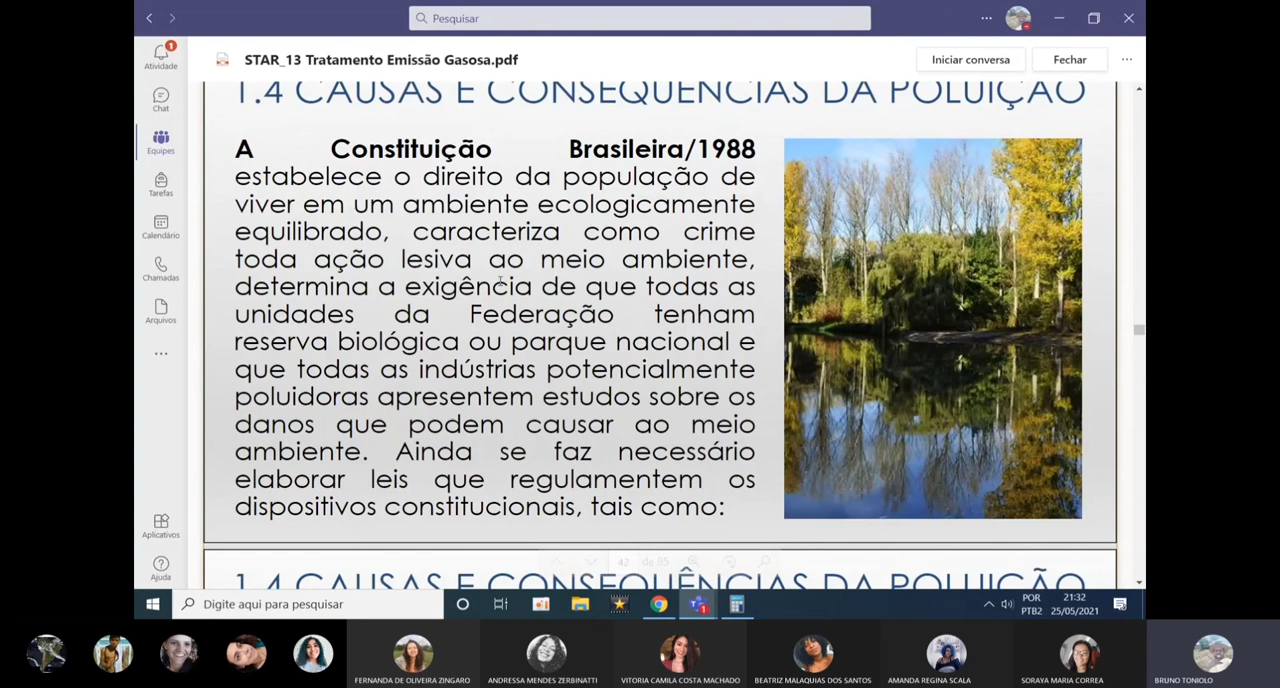 Pesquisar
STAR_13 Tratamento Emissão Gasosa.pdf
Iniciar conversa
Fechar
1
Atividade
Chat
Equipes
Tarefas
Calendário
Chamadas
Arquivos
Aplicativos
Ajuda
1.4 CAUSAS E CONSEQUÊNCIAS DA POLUIÇÃO
A Constituição Brasileira/1988
estabelece o direito da população de
viver em um ambiente ecologicamente
equilibrado, caracteriza como crime
toda ação lesiva ao meio ambiente,
determina a exigência de que todas as
unidades da Federação tenham
reserva biológica ou parque nacional e
que todas as indústrias potencialmente
poluidoras apresentem estudos sobre os
danos que podem causar ao meio
ambiente. Ainda se faz necessário
elaborar leis que regulamentem os
dispositivos constitucionais, tais como:
42 de 85
1.4 CAUSAS E CONSEQUÊNCIAS DA POLUIÇÃO
Digite aqui para pesquisar
1
POR
PTB2
21:32
25/05/2021
FERNANDA DE OLIVEIRA ZINGARO
ANDRESSA MENDES ZERBINATTI
VITORIA CAMILA COSTA MACHADO
BEATRIZ MALAQUIAS DOS SANTOS
AMANDA REGINA SCALA
SORAYA MARIA CORREA
BRUNO TONIOLO